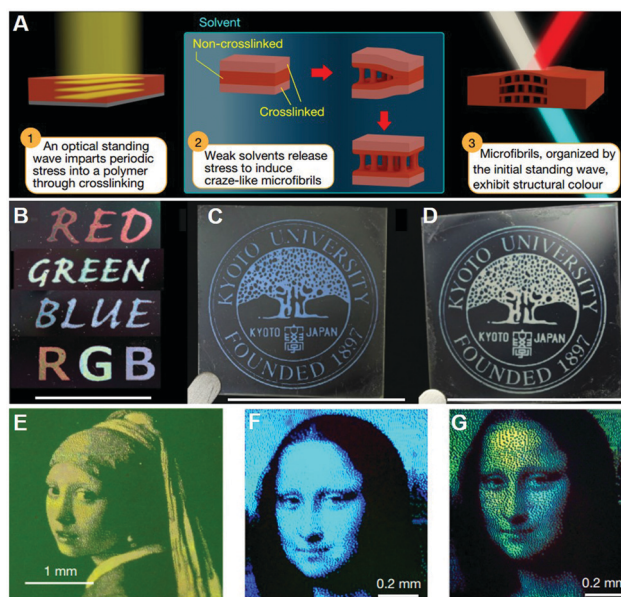 A
Solvent
Non-crosslinked
Crosslinked
1
An optical standing
wave imparts periodic
stress into a polymer
through crosslinking
2
Weak solvents release
stress to induce
craze-like microfibrils
3
Microfibrils, organized by
the initial standing wave,
exhibit structural colour
B
RED
GREEN
BLUE
RGB
C
KYOTO UNIVERSITY
KYOTO JAPAN
FOUNDED 1897
D
KYOTO UNIVERSITY
KYOTO JAPAN
FOUNDED 1897
E
1 mm
F
0.2 mm
G
0.2 mm